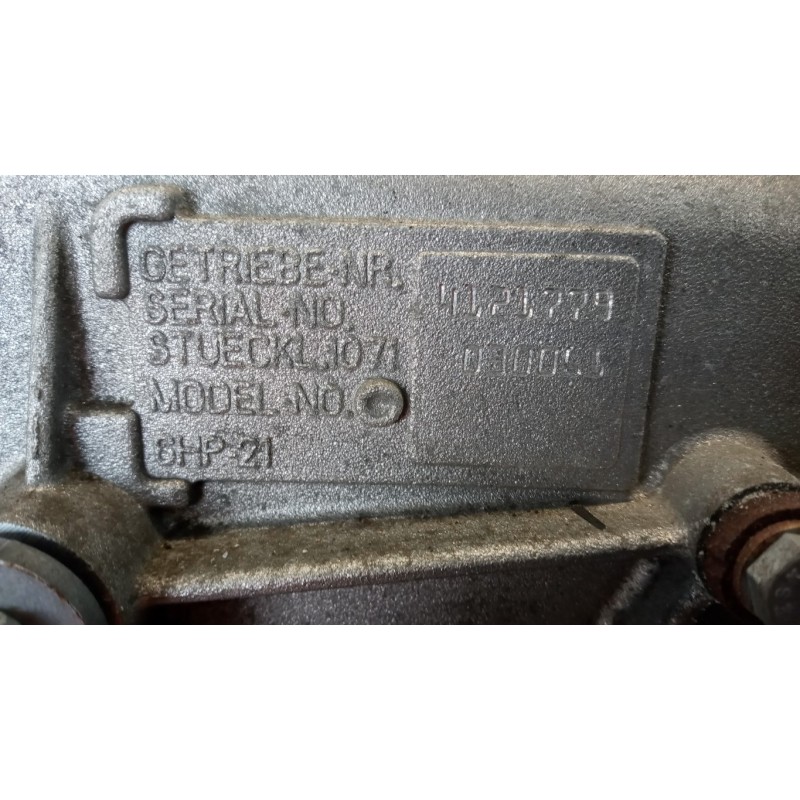 GETRIEBE-NR.
SERIAL-NO.
STUECKL.1071
MODEL-NO.
6HP-21